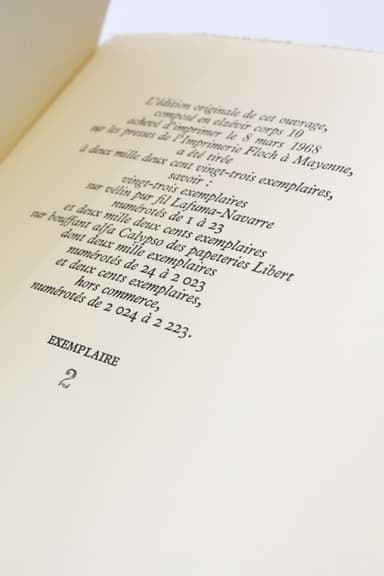 L'édition originale de cet ouvrage,
composé en elzévir corps 10
achevé d'imprimer le 8 mars 1968
sur les presses de l'Imprimerie Floch à Mayenne,
a été tirée
à deux mille deux cent vingt-trois exemplaires,
savoir :
vingt-trois exemplaires
sur vélin pur fil Lafuma-Navarre
numérotés de 1 à 23
et deux mille deux cents exemplaires
sur bouffant alfa Calypso des papeteries Libert
dont deux mille exemplaires
numérotés de 24 à 2 023
et deux cents exemplaires,
hors commerce,
numérotés de 2 024 à 2 223.
EXEMPLAIRE
2